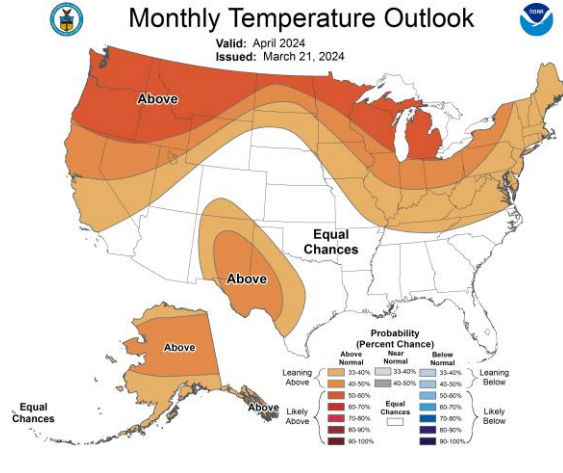 Monthly Temperature Outlook
Valid: April 2024
Issued: March 21, 2024
NOAA
Above
Equal
Chances
Above
Above
Above
Equal
Chances
Probability
(Percent Chance)
Above
Normal
Near
Normal
Below
Normal
Leaning
Above
33-40%
40-50%
33-40%
40-50%
33-40%
40-50%
Leaning
Below
Likely
Above
50-60%
60-70%
70-80%
80-90%
90-100%
Equal
Chances
50-60%
60-70%
70-80%
80-90%
90-100%
Likely
Below